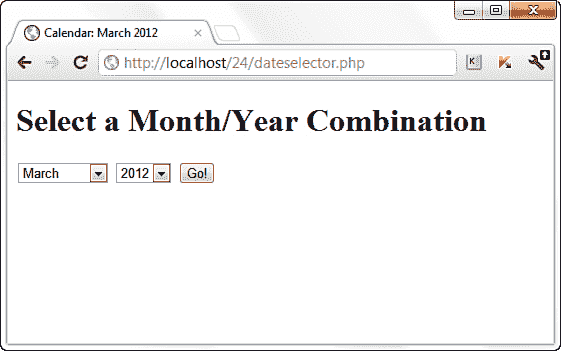 Calendar: March 2012
http://localhost/24/dateselector.php
K
Select a Month/Year Combination
March 2012 Go!